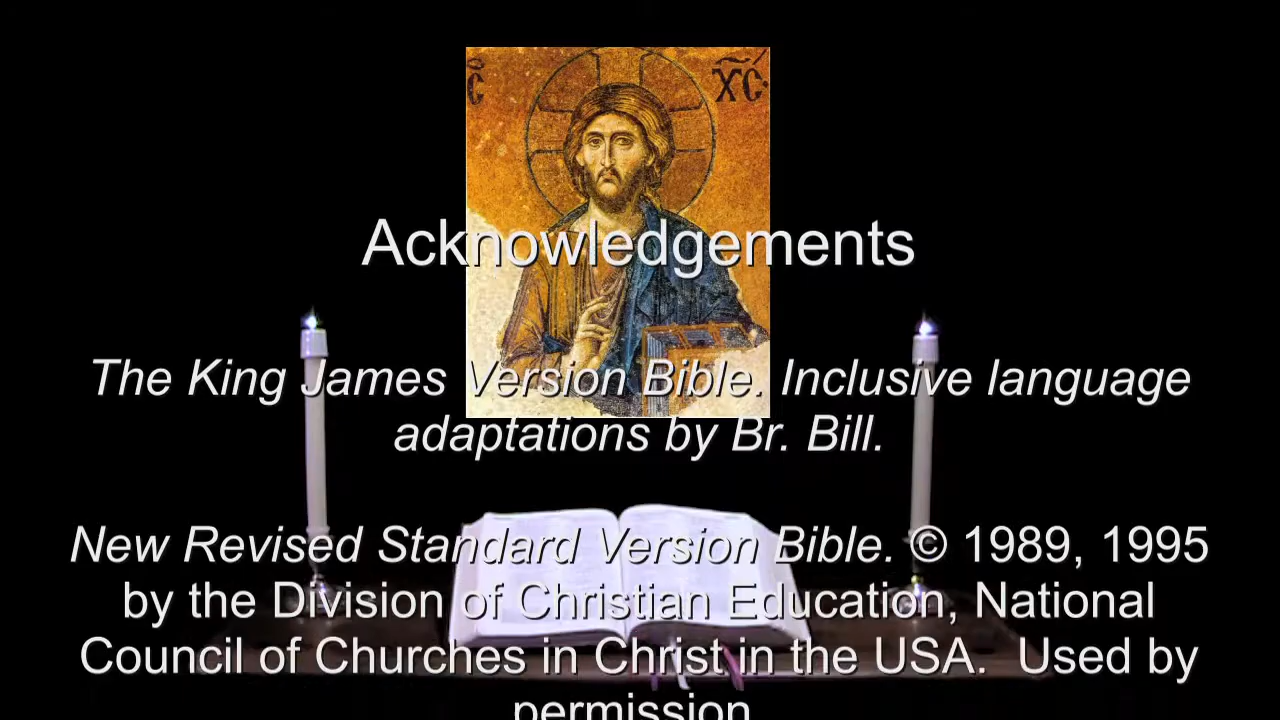 C
XC
Acknowledgements
The King James Version Bible. Inclusive language
adaptations by Br. Bill.
New Revised Standard Version Bible. © 1989, 1995
by the Division of Christian Education, National
Council of Churches in Christ in the USA. Used by
permission